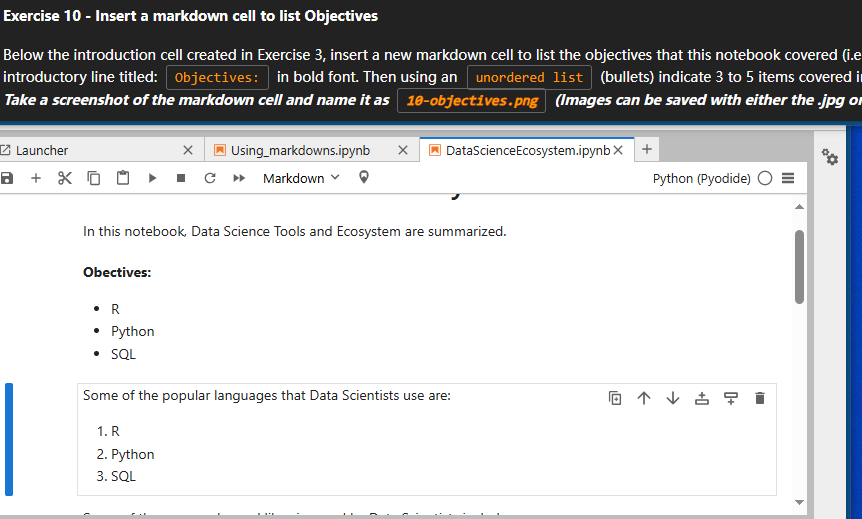 Exercise 10 - Insert a markdown cell to list Objectives
Below the introduction cell created in Exercise 3, insert a new markdown cell to list the objectives that this notebook covered (i.e
introductory line titled: Objectives: in bold font. Then using an unordered list (bullets) indicate 3 to 5 items covered i
Take a screenshot of the markdown cell and name it as 10-objectives.png (Images can be saved with either the .jpg or
Launcher Using_markdowns.ipynb DataScienceEcosystem.ipynb
Markdown Python (Pyodide)
In this notebook, Data Science Tools and Ecosystem are summarized.
Obectives:
R
Python
SQL
Some of the popular languages that Data Scientists use are:
1. R
2. Python
3. SQL